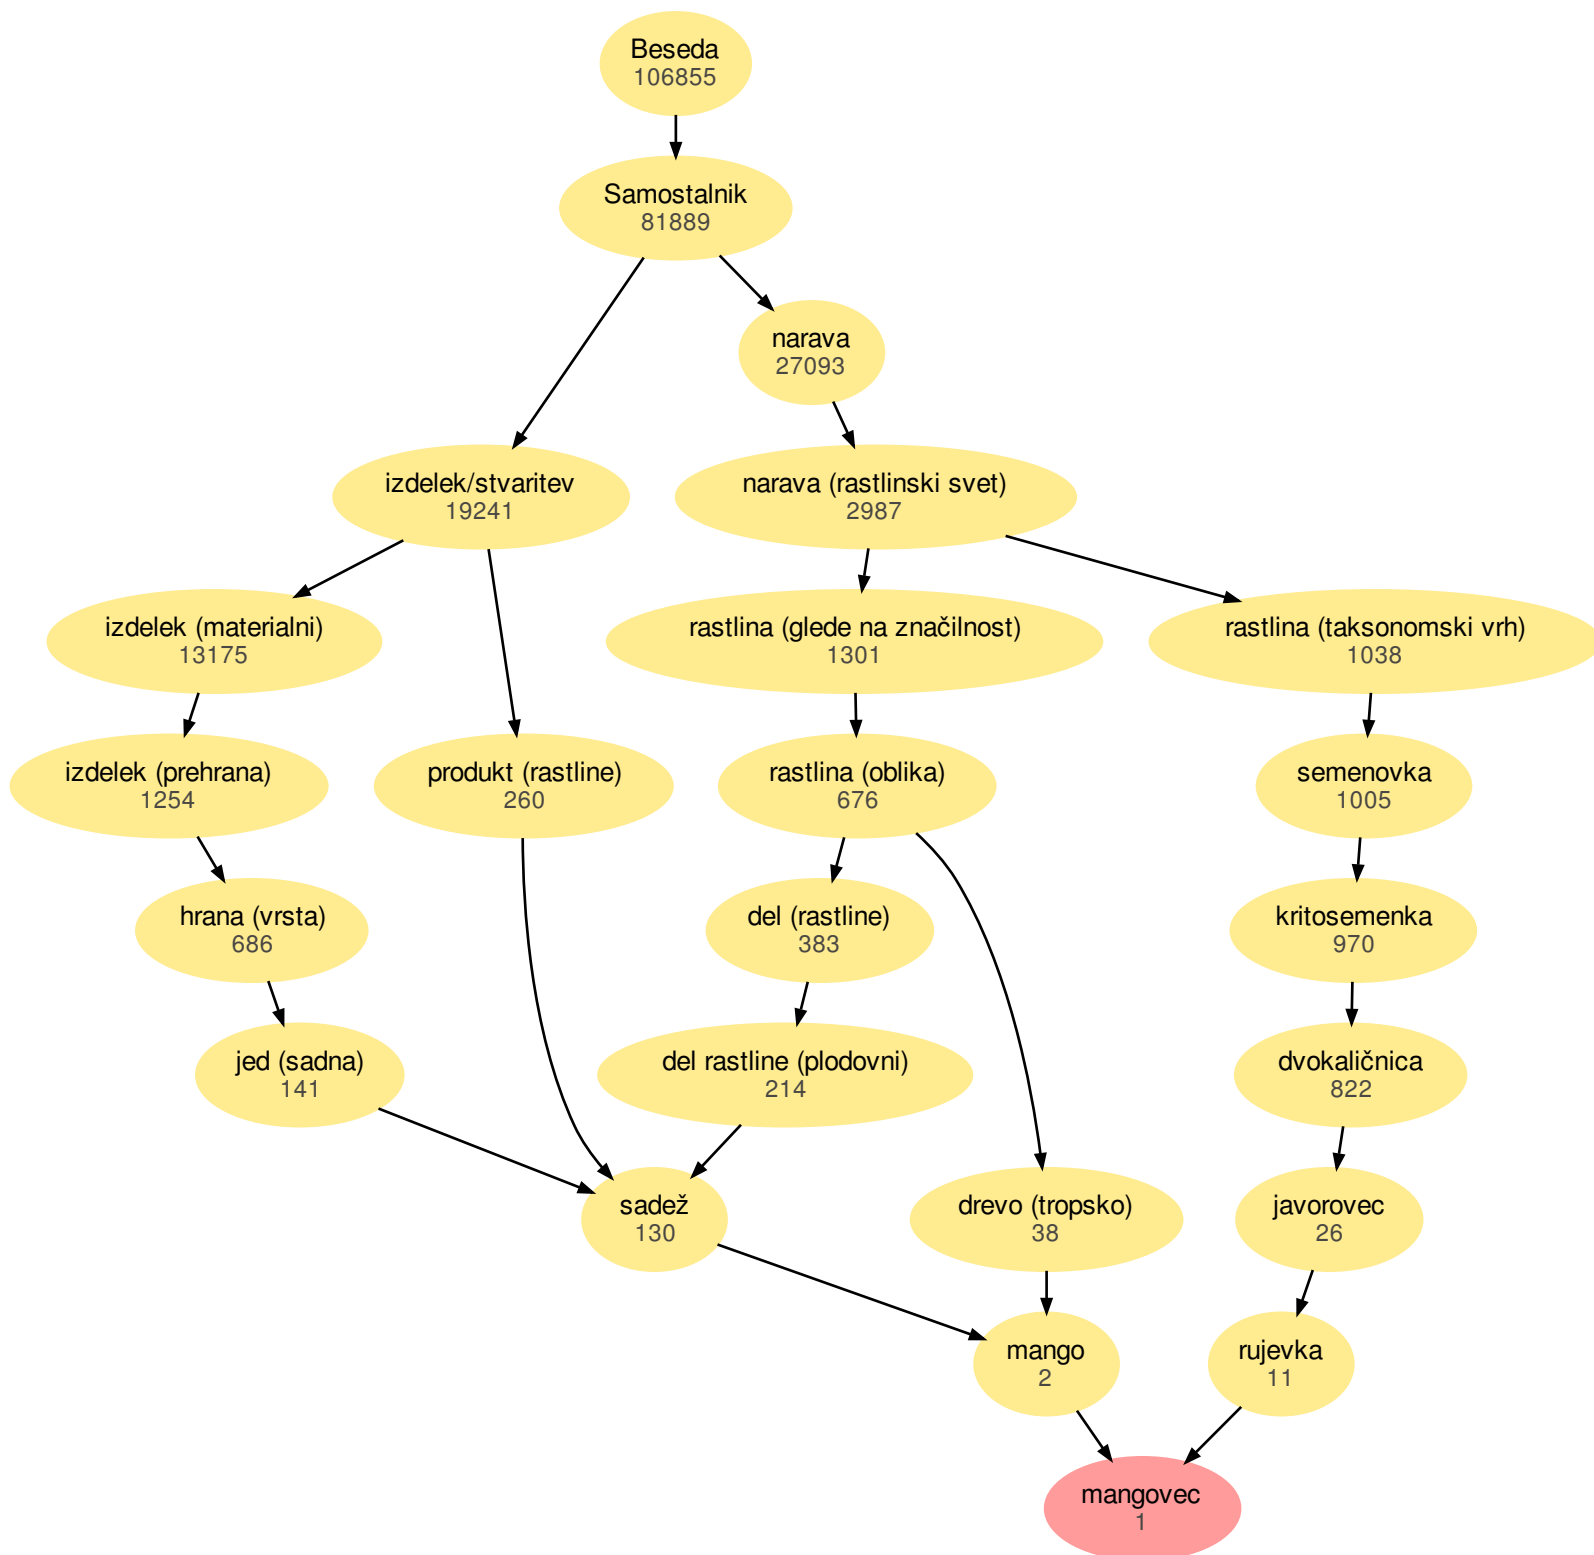 Beseda
106855
Samostalnik
81889
narava
27093
izdelek/stvaritev
19241
narava (rastlinski svet)
2987
izdelek (materialni)
13175
rastlina (glede na značilnost)
1301
rastlina (taksonomski vrh)
1038
izdelek (prehrana)
1254
produkt (rastline)
260
rastlina (oblika)
676
semenovka
1005
hrana (vrsta)
686
del (rastline)
383
kritosemenka
970
jed (sadna)
141
del rastline (plodovni)
214
dvokaličnica
822
sadež
130
drevo (tropsko)
38
javorovec
26
mango
2
rujevka
11
mangovec
1